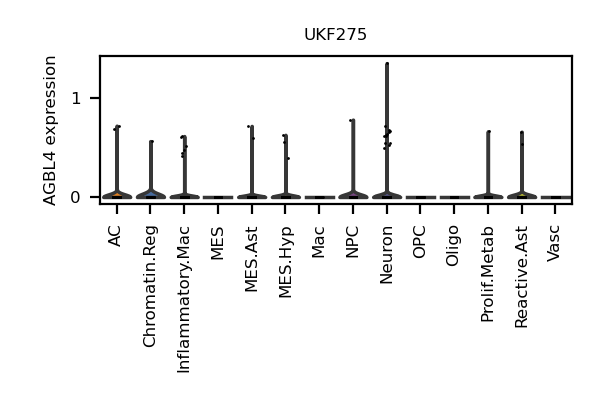 UKF275
AGBL4 expression
1
0
AC
Chromatin.Reg
Inflammatory.Mac
MES
MES.Ast
MES.Hyp
Mac
NPC
Neuron
OPC
Oligo
Prolif.Metab
Reactive.Ast
Vasc